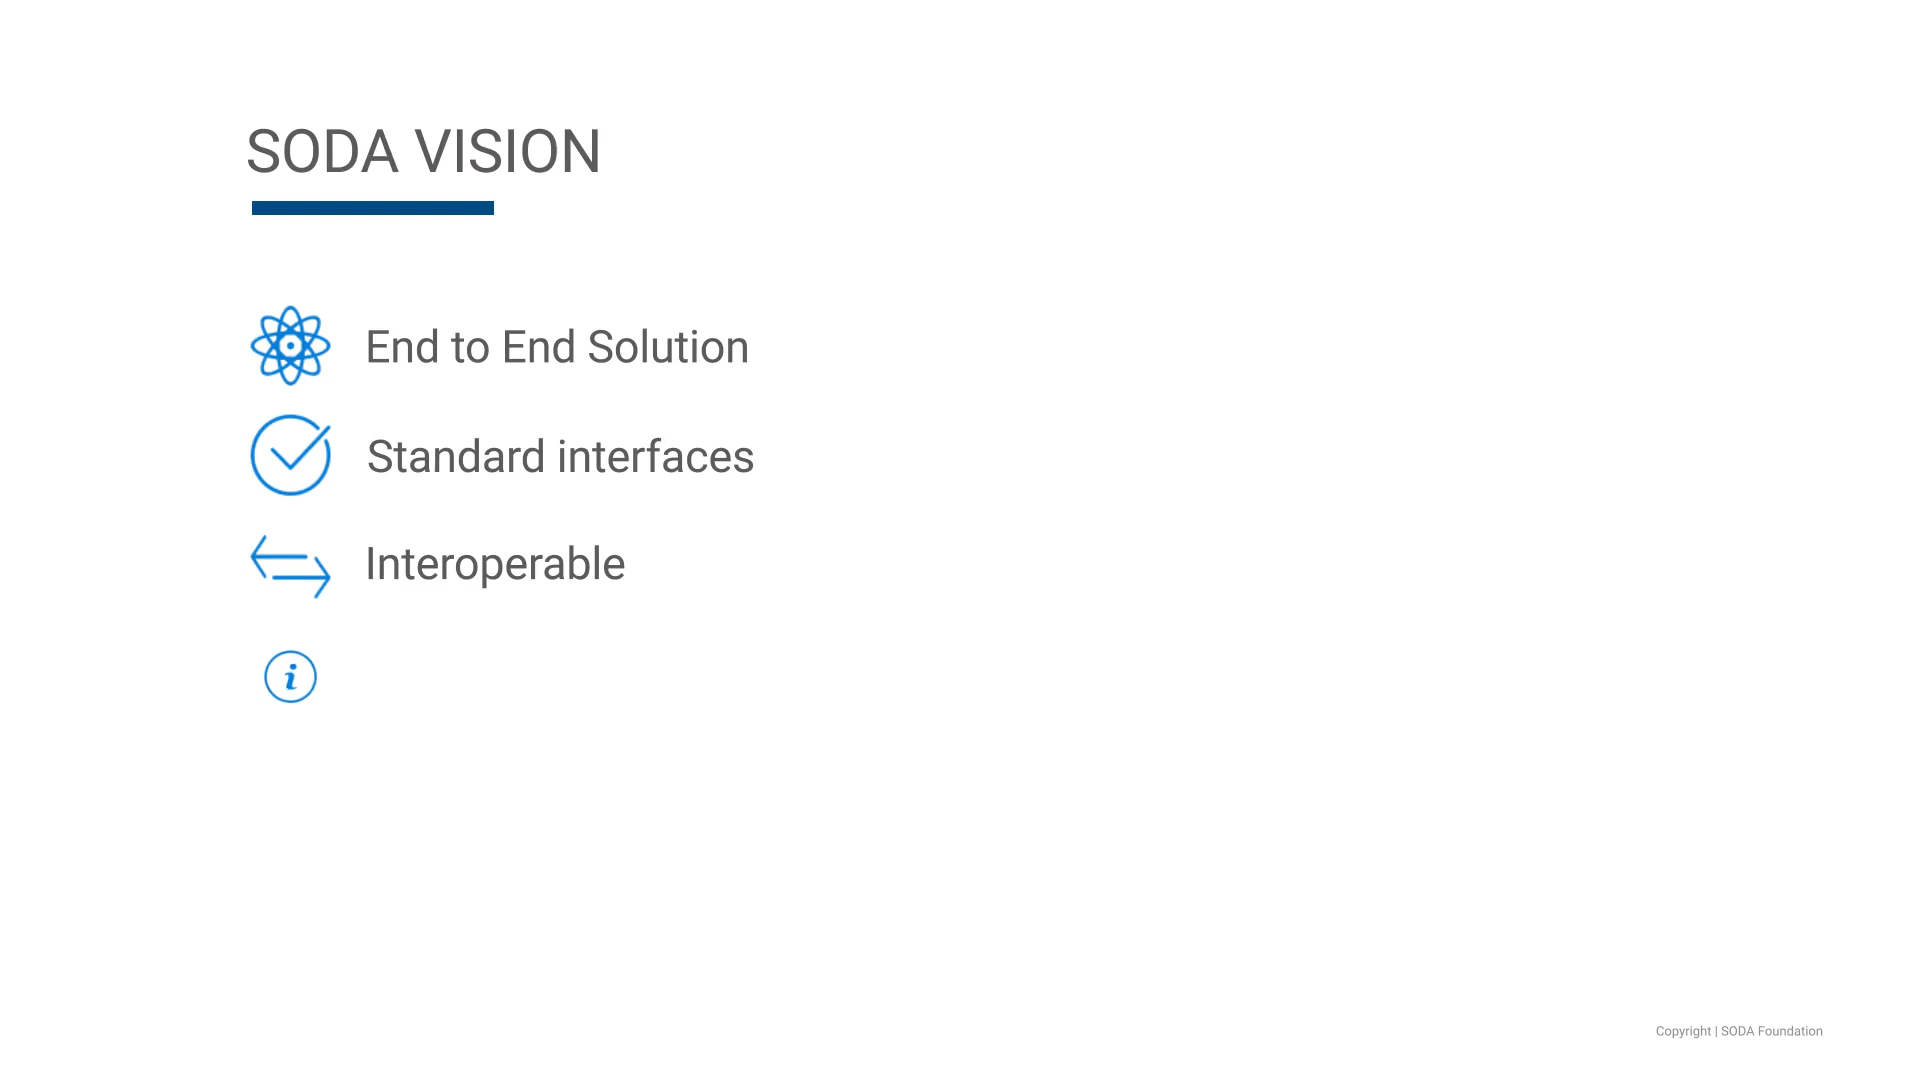 SODA VISION
End to End Solution
Standard interfaces
Interoperable
i
Copyright | SODA Foundation